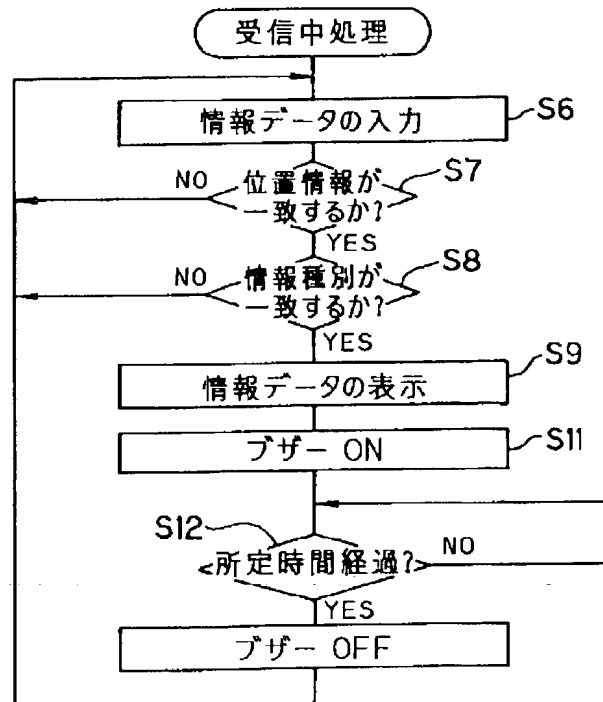 受信中処理
情報データの入力
S6
NO
位置情報が
一致するか?
S7
YES
NO
情報種別が
一致するか?
S8
YES
情報データの表示
S9
ブザー ON
S11
S12
所定時間経過?
NO
YES
ブザー OFF